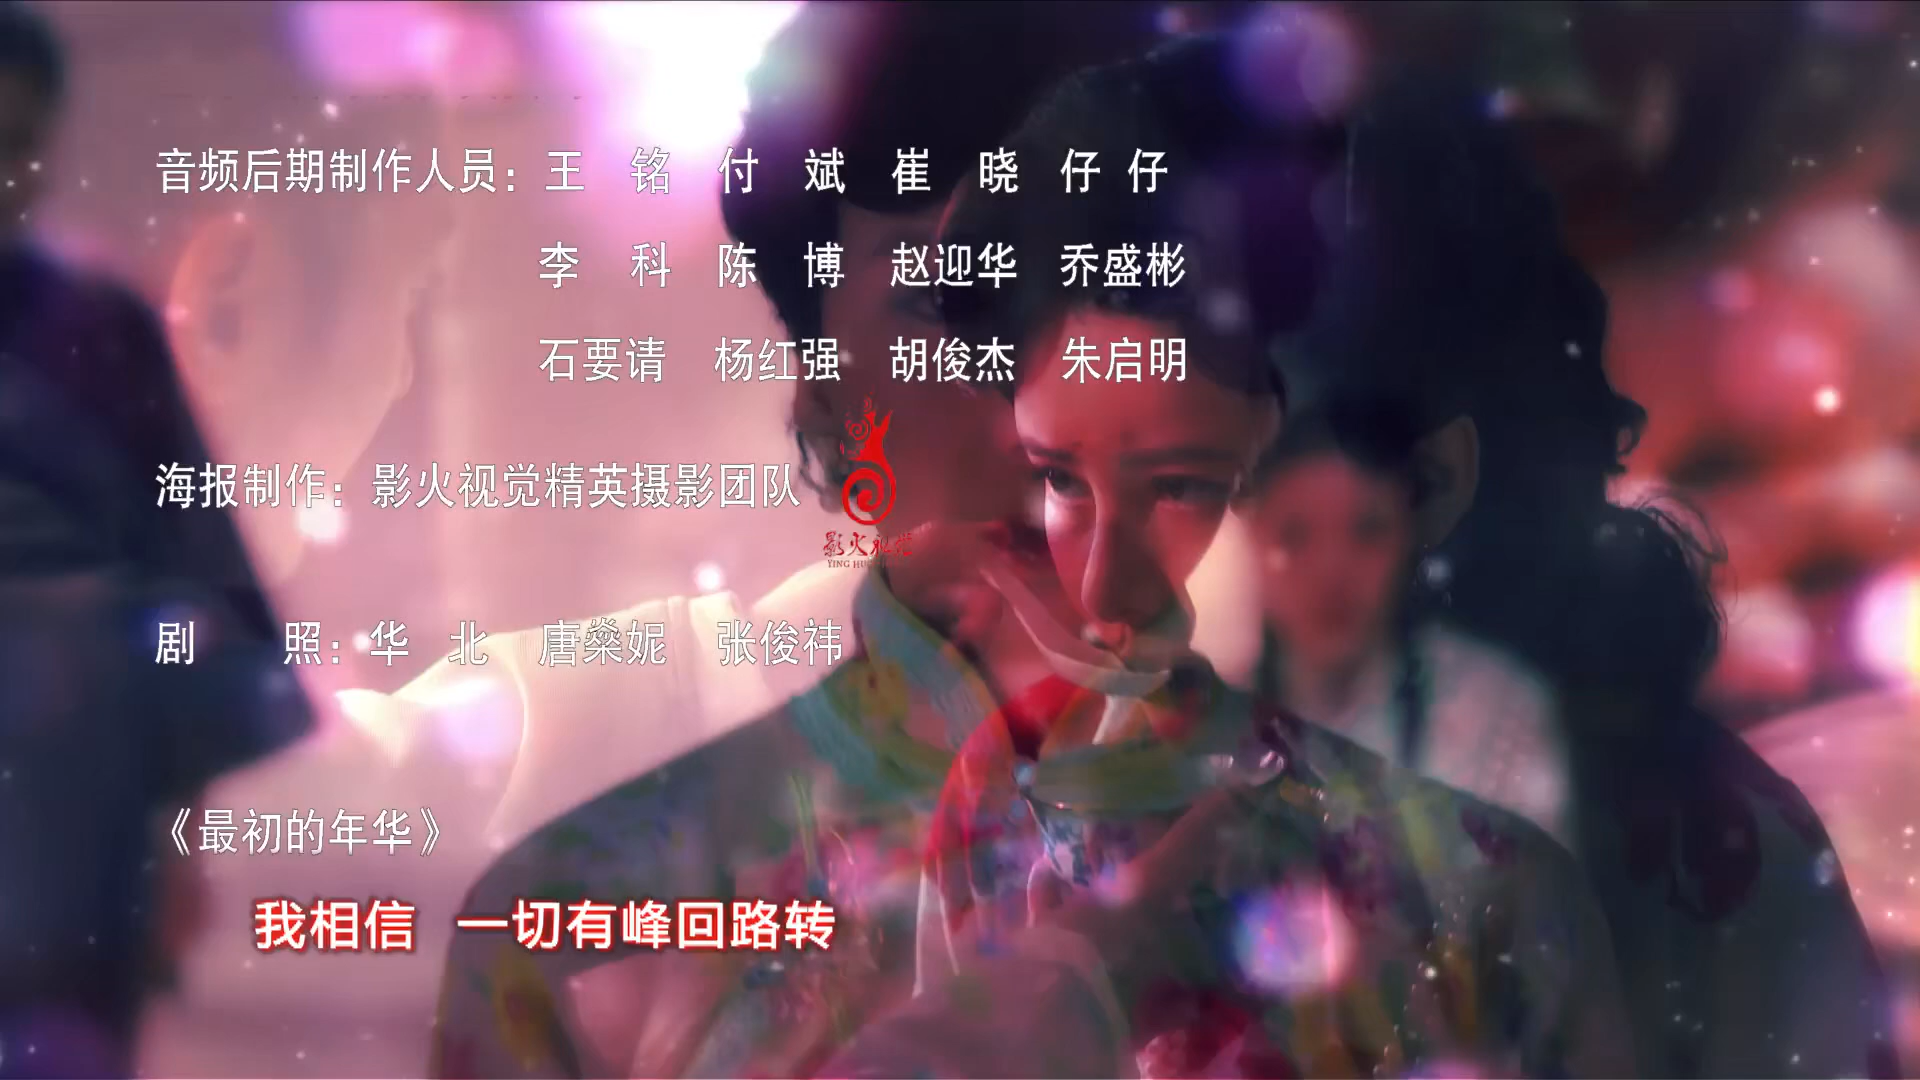 音频后期制作人员：王 铭 付 斌 崔 晓 仔 仔
李 科 陈 博 赵迎华 乔盛彬
石要请 杨红强 胡俊杰 朱启明
海报制作：影火视觉精英摄影团队
影火视觉
YING HUO
剧 照：华 北 唐燊妮 张俊祎
《最初的年华》
我相信 一切有峰回路转